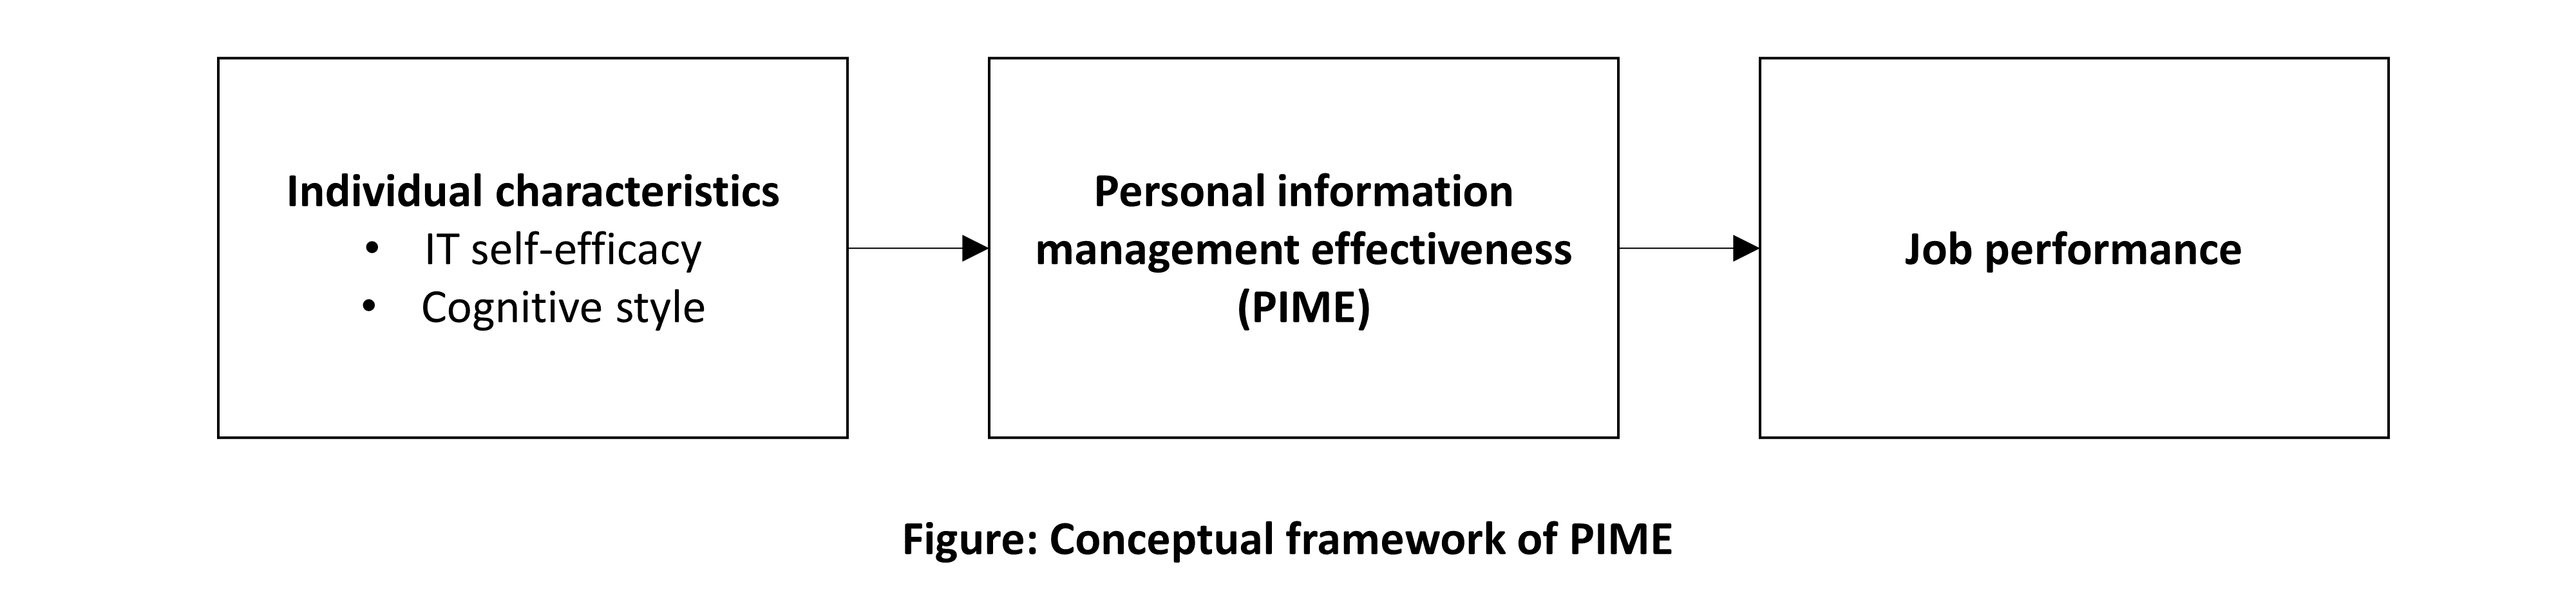 Individual characteristics
• IT self-efficacy
• Cognitive style
Personal information
management effectiveness
(PIME)
Job performance
Figure: Conceptual framework of PIME